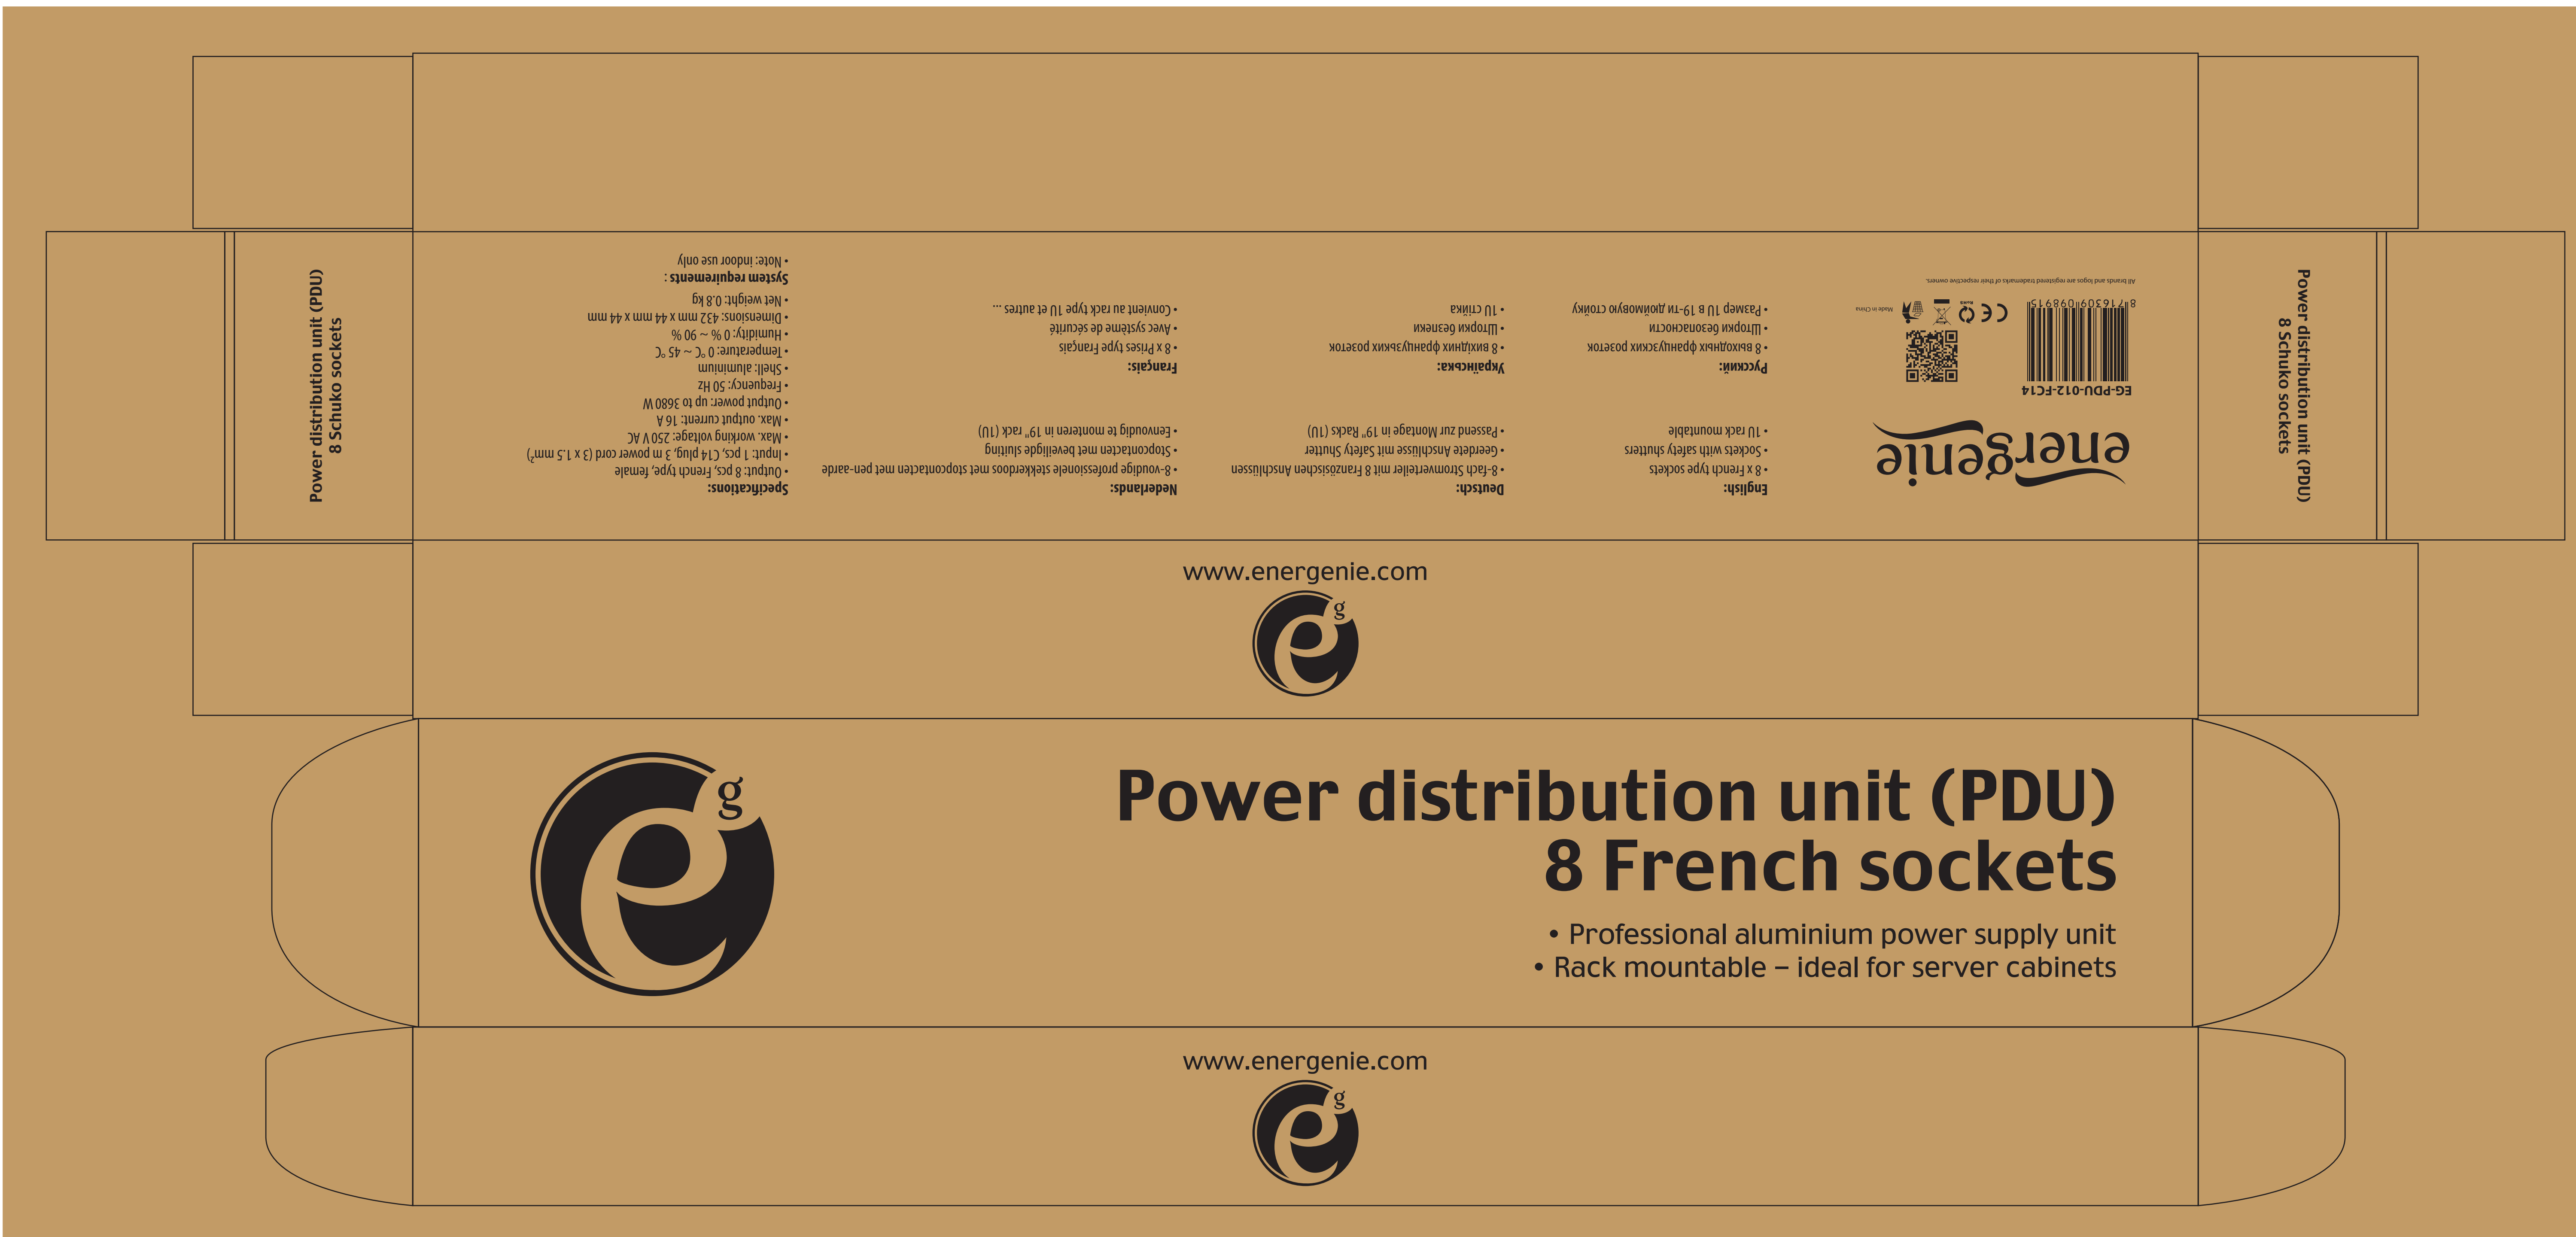 Power distribution unit (PDU)
8 Schuko sockets
Specifications:
• Output: 8 pcs, French type, female
• Input: 1 pcs, C14 plug, 3 m power cord (3 x 1.5 mm²)
• Max. working voltage: 250 V AC
• Max. output current: 16 A
• Output power: up to 3680 W
• Frequency: 50 Hz
• Shell: aluminium
• Temperature: 0 °C ~ 45 °C
• Humidity: 0 % ~ 90 %
• Dimensions: 432 mm x 44 mm x 44 mm
• Net weight: 0.8 kg
System requirements :
• Note: indoor use only
Nederlands:
• 8-voudige professionele stekkerdoos met stopcontacten met pen-aarde
• Stopcontacten met beveiligde sluiting
• Eenvoudig te monteren in 19" rack (1U)
Français:
• 8 x Prises type Français
• Avec système de sécurité
• Convient au rack type 1U et autres ...
Deutsch:
• 8-fach Stromverteiler mit 8 Französischen Anschlüssen
• Geerdete Anschlüsse mit Safety Shutter
• Passend zur Montage in 19" Racks (1U)
Українська:
• 8 вихідних французьких розеток
• Шторки безпеки
• 1U стійка
English:
• 8 x French type sockets
• Sockets with safety shutters
• 1U rack mountable
Русский:
• 8 выходных французских розеток
• Шторки безопасности
• Размер 1U в 19-ти дюймовую стойку
energenie
EG-PDU-012-FC14
8 716309 098915
CE
RoHS
Made in China
All brands and logos are registered trademarks of their respective owners.
Power distribution unit (PDU)
8 Schuko sockets
www.energenie.com
e g
e g
Power distribution unit (PDU)
8 French sockets
• Professional aluminium power supply unit
• Rack mountable – ideal for server cabinets
www.energenie.com
e g